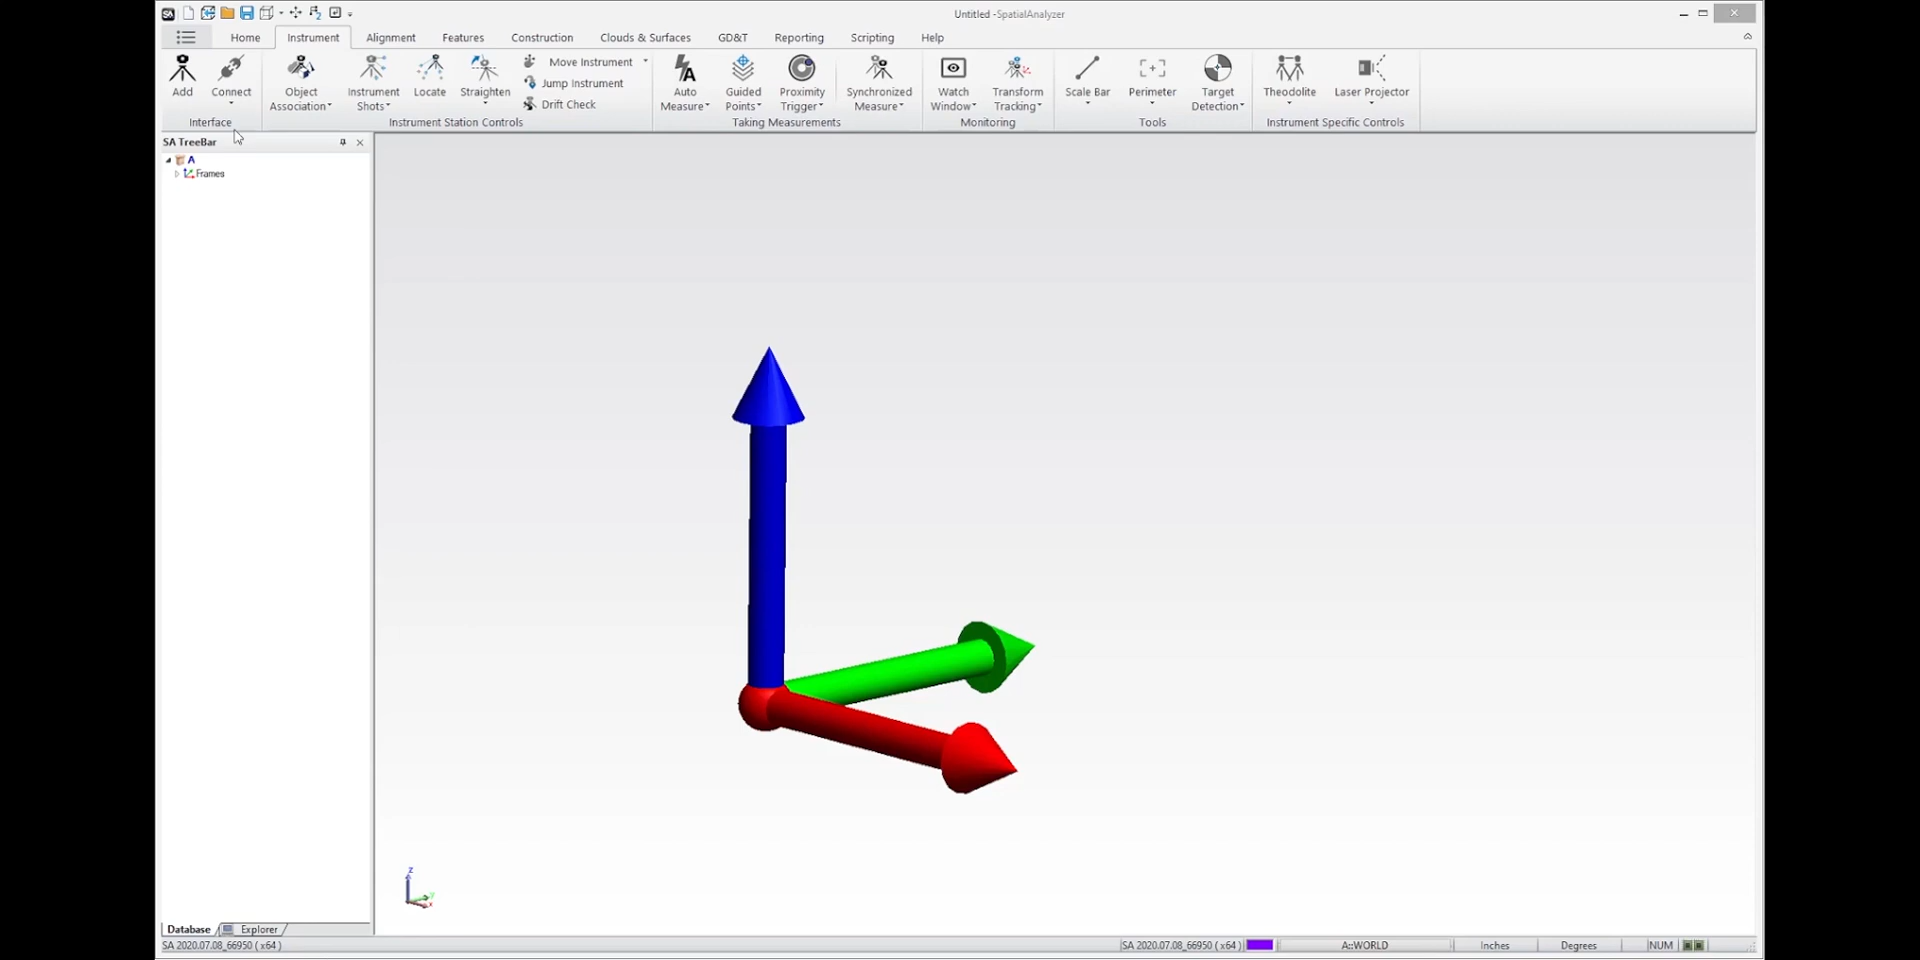 SA
Untitled -SpatialAnalyzer
Home Instrument Alignment Features Construction Clouds & Surfaces GD&T Reporting Scripting Help
Add
Connect
Interface
Object Association
Instrument Shots
Locate
Straighten
Move Instrument
Jump Instrument
Drift Check
Instrument Station Controls
Auto Measure
Guided Points
Proximity Trigger
Synchronized Measure
Taking Measurements
Watch Window
Transform Tracking
Monitoring
Scale Bar
Perimeter
Target Detection
Tools
Theodolite
Laser Projector
Instrument Specific Controls
SA TreeBar
A
Frames
Z
Database Explorer
SA 2020.07.08_66950 ( x64 )
SA 2020.07.08_66950 ( x64 ) A::WORLD Inches Degrees NUM